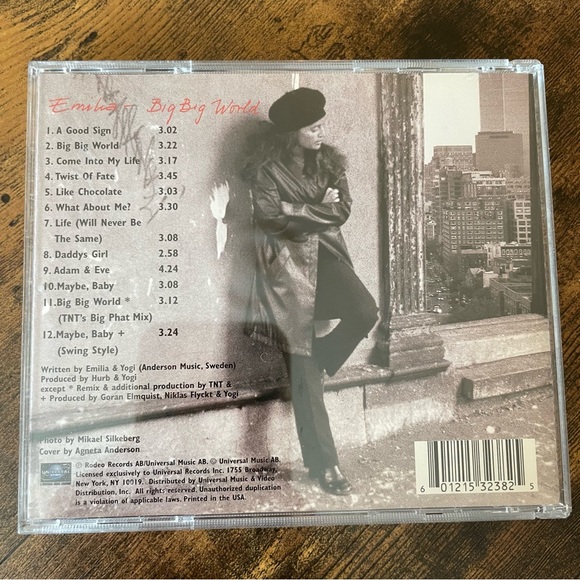 Emilia - Big Big World
1. A Good Sign 3.02
2. Big Big World 3.22
3. Come Into My Life 3.17
4. Twist Of Fate 3.45
5. Like Chocolate 3.03
6. What About Me? 3.30
7. Life (Will Never Be
The Same) 3.08
8. Daddys Girl 2.58
9. Adam & Eve 4.24
10. Maybe, Baby 3.08
11. Big Big World * 3.12
(TNT's Big Phat Mix)
12. Maybe, Baby + 3.24
(Swing Style)
Written by Emilia & Yogi (Anderson Music, Sweden)
Produced by Hurb & Yogi
except * Remix & additional production by TNT &
+ Produced by Goran Elmquist, Niklas Flyckt & Yogi
Photo by Mikael Silkeberg
Cover by Agneta Anderson
UNIVERSAL
℗ Rodeo Records AB/Universal Music AB. © Universal Music AB.
Licensed exclusively to Universal Records Inc. 1755 Broadway,
New York, NY 10019. Distributed by Universal Music & Video
Distribution, Inc. All rights reserved. Unauthorized duplication
is a violation of applicable laws. Printed in the USA.
6 01215 32382 5